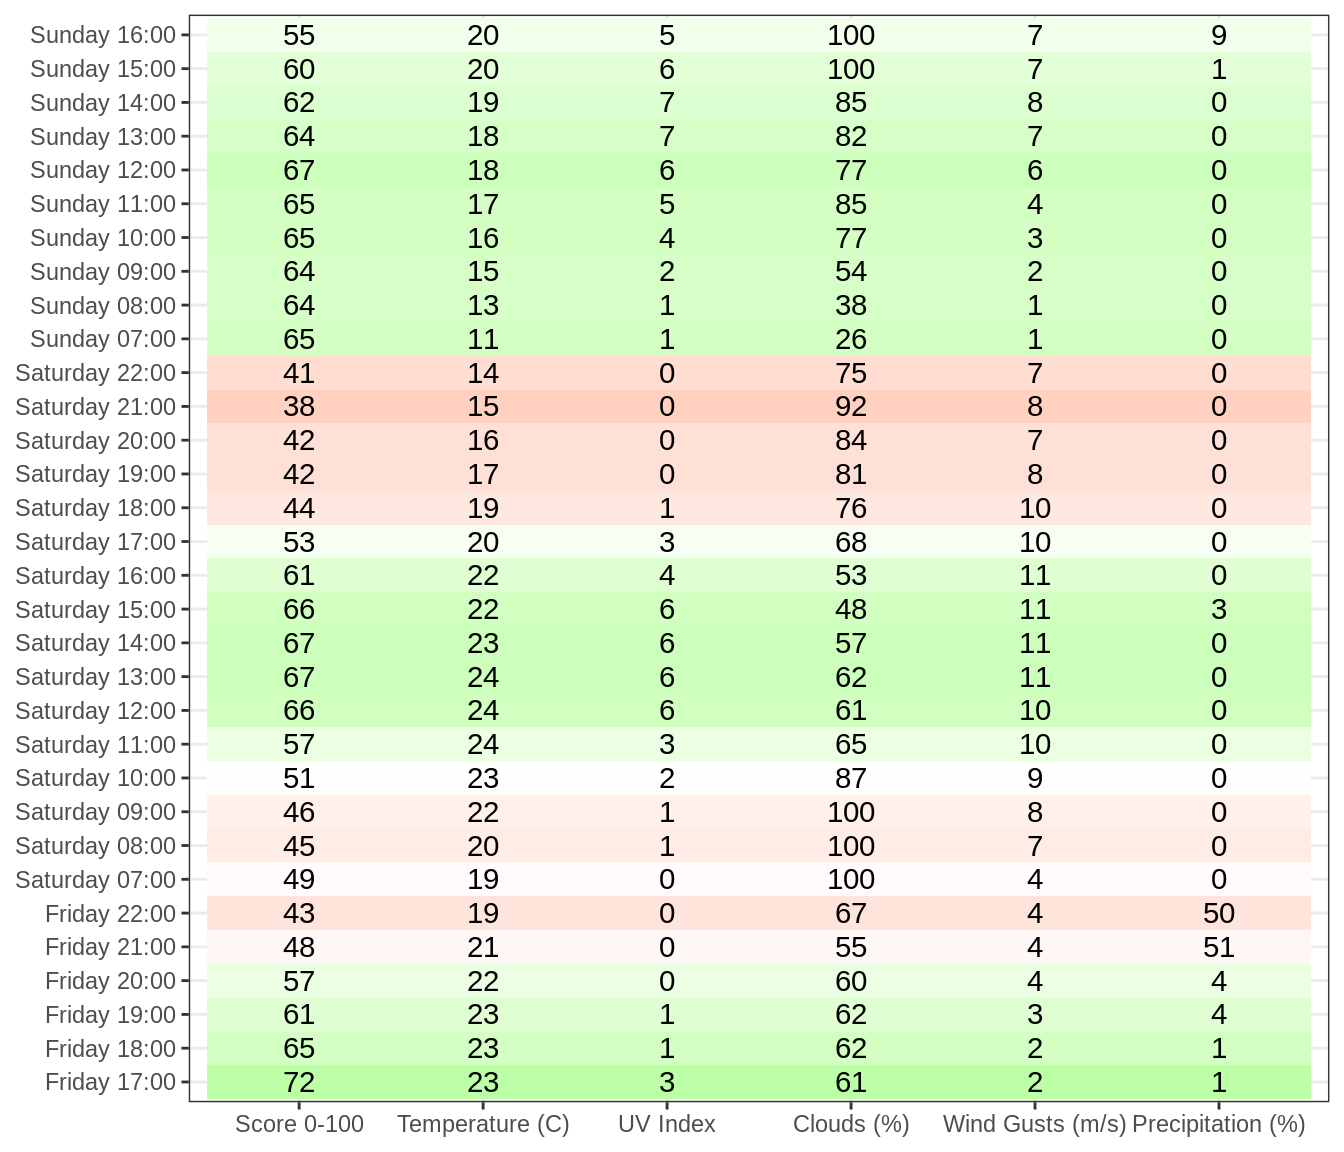 Sunday 16:00 55 20 5 100 7 9
Sunday 15:00 60 20 6 100 7 1
Sunday 14:00 62 19 7 85 8 0
Sunday 13:00 64 18 7 82 7 0
Sunday 12:00 67 18 6 77 6 0
Sunday 11:00 65 17 5 85 4 0
Sunday 10:00 65 16 4 77 3 0
Sunday 09:00 64 15 2 54 2 0
Sunday 08:00 64 13 1 38 1 0
Sunday 07:00 65 11 1 26 1 0
Saturday 22:00 41 14 0 75 7 0
Saturday 21:00 38 15 0 92 8 0
Saturday 20:00 42 16 0 84 7 0
Saturday 19:00 42 17 0 81 8 0
Saturday 18:00 44 19 1 76 10 0
Saturday 17:00 53 20 3 68 10 0
Saturday 16:00 61 22 4 53 11 0
Saturday 15:00 66 22 6 48 11 3
Saturday 14:00 67 23 6 57 11 0
Saturday 13:00 67 24 6 62 11 0
Saturday 12:00 66 24 6 61 10 0
Saturday 11:00 57 24 3 65 10 0
Saturday 10:00 51 23 2 87 9 0
Saturday 09:00 46 22 1 100 8 0
Saturday 08:00 45 20 1 100 7 0
Saturday 07:00 49 19 0 100 4 0
Friday 22:00 43 19 0 67 4 50
Friday 21:00 48 21 0 55 4 51
Friday 20:00 57 22 0 60 4 4
Friday 19:00 61 23 1 62 3 4
Friday 18:00 65 23 1 62 2 1
Friday 17:00 72 23 3 61 2 1
Score 0-100 Temperature (C) UV Index Clouds (%) Wind Gusts (m/s) Precipitation (%)